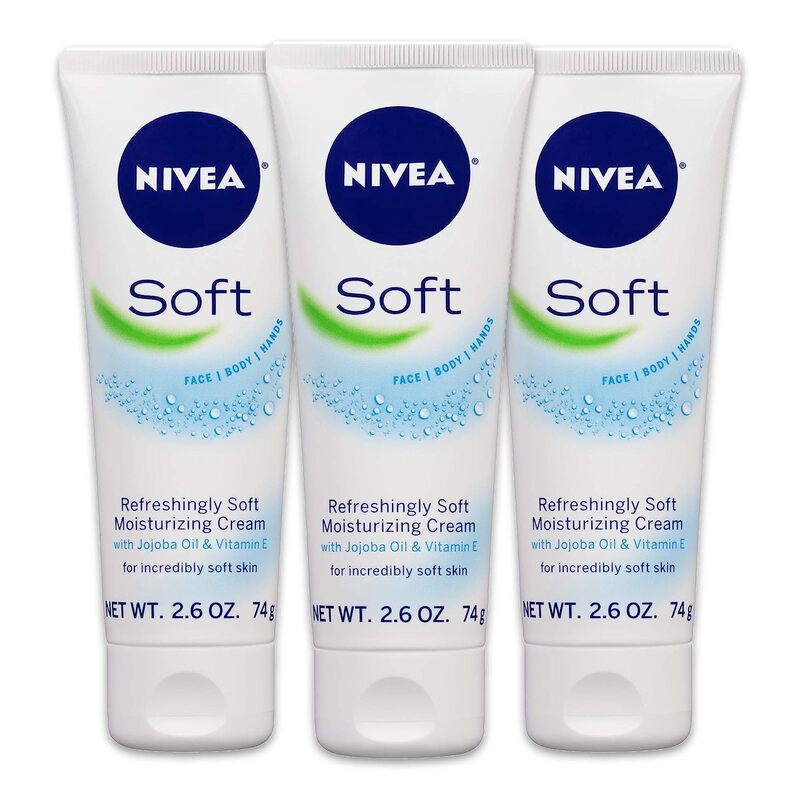 NIVEA®
Soft
FACE | BODY | HANDS
Refreshingly Soft
Moisturizing Cream
with Jojoba Oil & Vitamin E
for incredibly soft skin
NET WT. 2.6 OZ. 74g
NIVEA®
Soft
FACE | BODY | HANDS
Refreshingly Soft
Moisturizing Cream
with Jojoba Oil & Vitamin E
for incredibly soft skin
NET WT. 2.6 OZ. 74g
NIVEA®
Soft
FACE | BODY | HANDS
Refreshingly Soft
Moisturizing Cream
with Jojoba Oil & Vitamin E
for incredibly soft skin
NET WT. 2.6 OZ. 74g